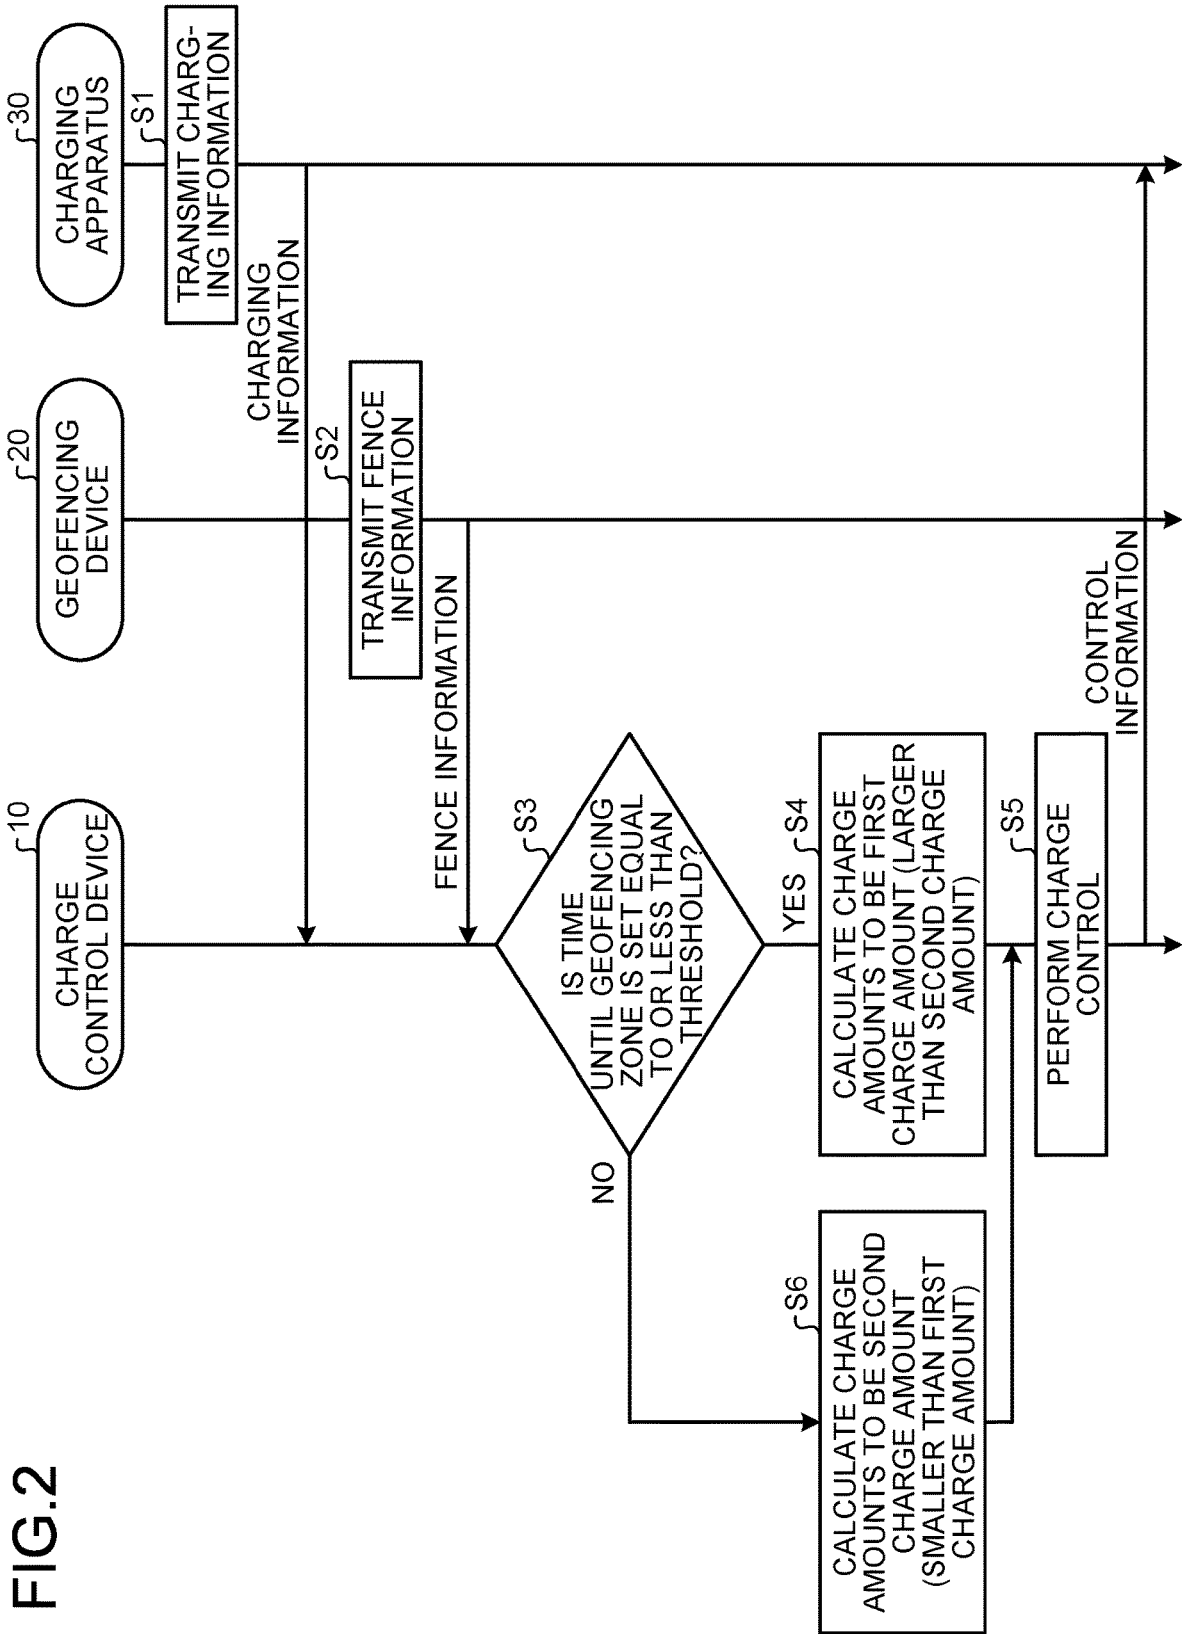 FIG.2
10
CHARGE
CONTROL DEVICE
20
GEOFENCING
DEVICE
30
CHARGING
APPARATUS
S1
TRANSMIT CHARG-
ING INFORMATION
CHARGING
INFORMATION
S2
TRANSMIT FENCE
INFORMATION
FENCE INFORMATION
S3
IS TIME
UNTIL GEOFENCING
ZONE IS SET EQUAL
TO OR LESS THAN
THRESHOLD?
NO
YES
S6
CALCULATE CHARGE
AMOUNTS TO BE SECOND
CHARGE AMOUNT
(SMALLER THAN FIRST
CHARGE AMOUNT)
S4
CALCULATE CHARGE
AMOUNTS TO BE FIRST
CHARGE AMOUNT (LARGER
THAN SECOND CHARGE
AMOUNT)
S5
PERFORM CHARGE
CONTROL
CONTROL
INFORMATION